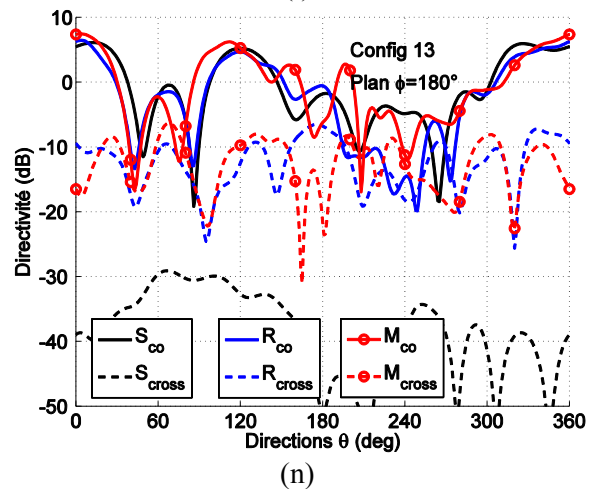 10
0
-10
-20
-30
-40
-50
Directivité (dB)
Config 13
Plan ϕ=180°
S_co
S_cross
R_co
R_cross
M_co
M_cross
0 60 120 180 240 300 360
Directions θ (deg)
(n)